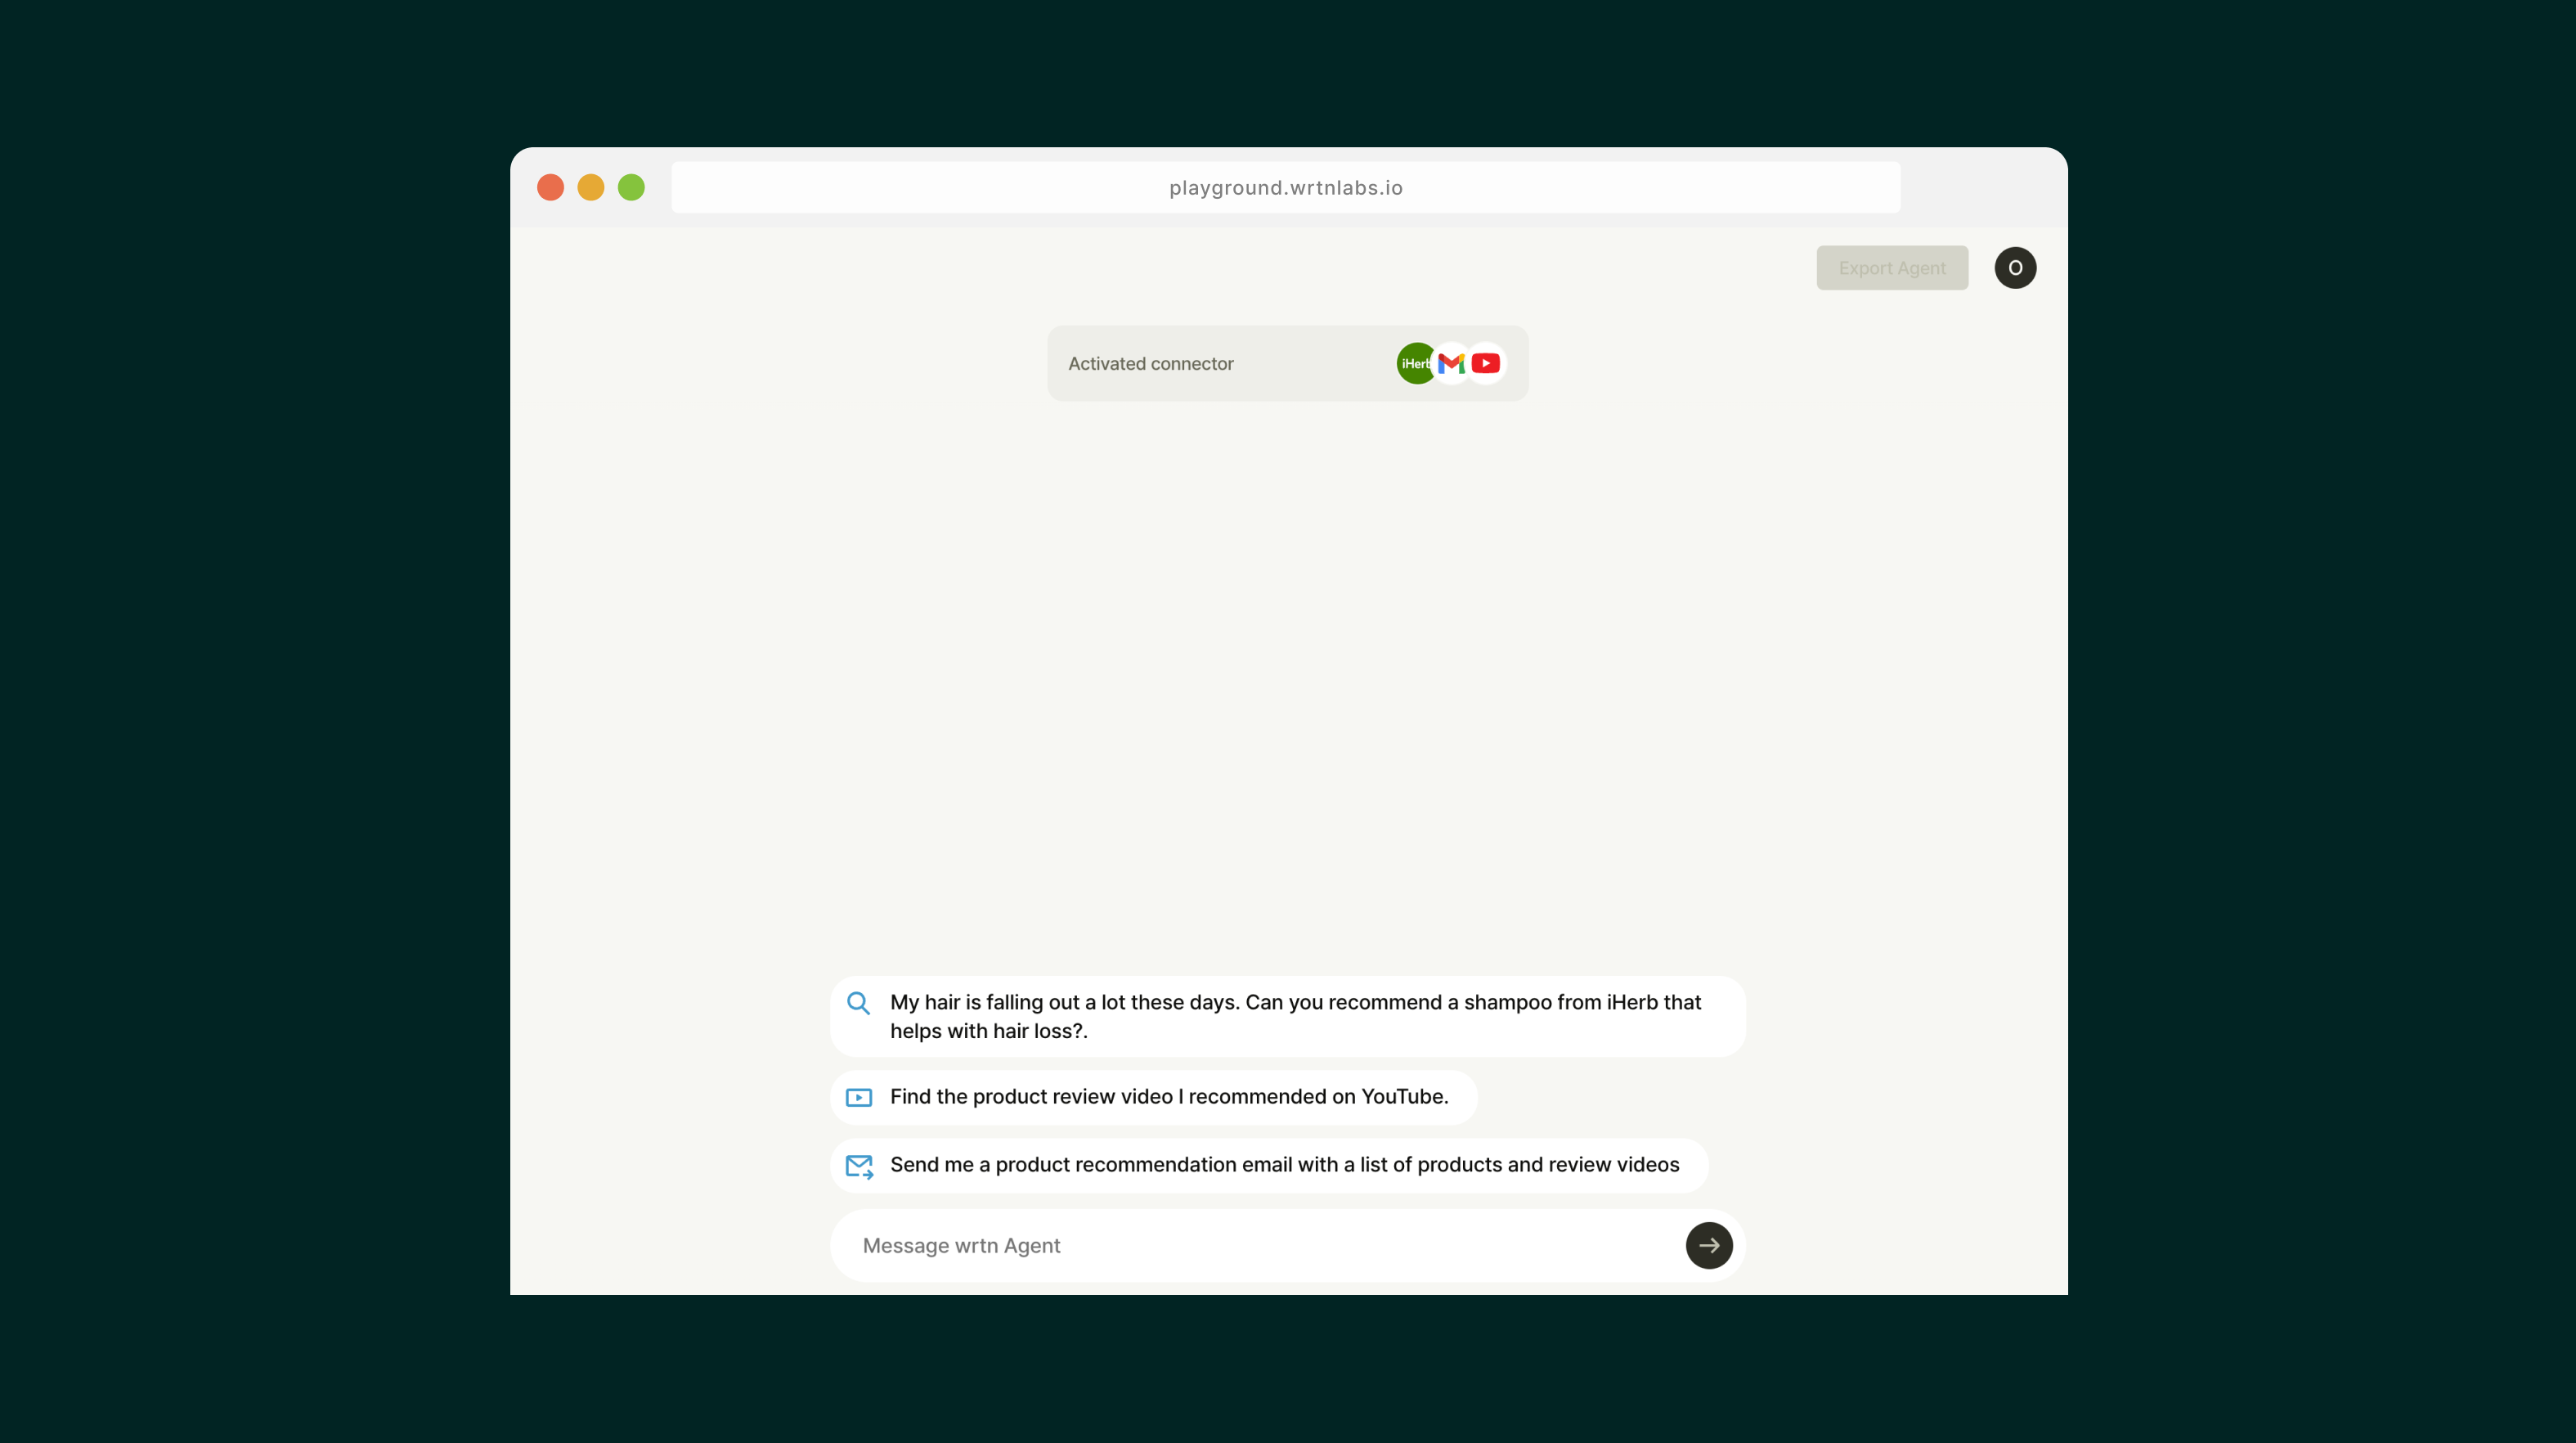 playground.wrtnlabs.io
Export Agent
O
Activated connector
iHerb
My hair is falling out a lot these days. Can you recommend a shampoo from iHerb that
helps with hair loss?.
Find the product review video I recommended on YouTube.
Send me a product recommendation email with a list of products and review videos
Message wrtn Agent